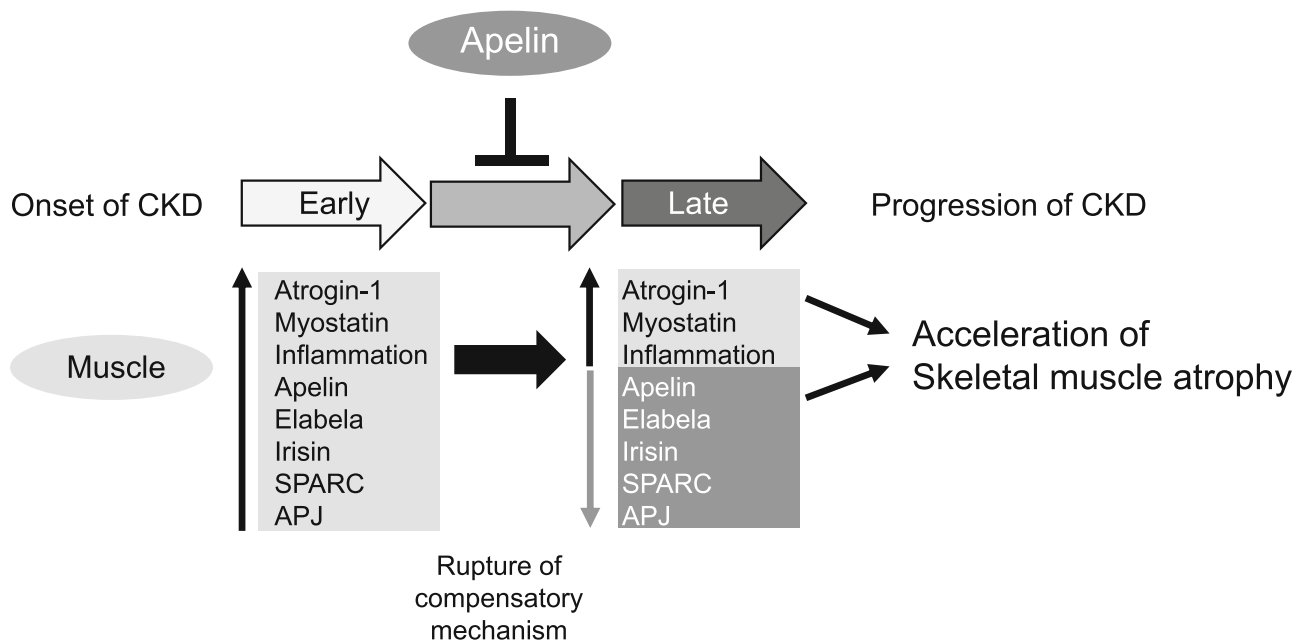 Apelin
Onset of CKD
Early
Late
Progression of CKD
Muscle
Atrogin-1
Myostatin
Inflammation
Apelin
Elabela
Irisin
SPARC
APJ
Atrogin-1
Myostatin
Inflammation
Apelin
Elabela
Irisin
SPARC
APJ
Acceleration of
Skeletal muscle atrophy
Rupture of
compensatory
mechanism